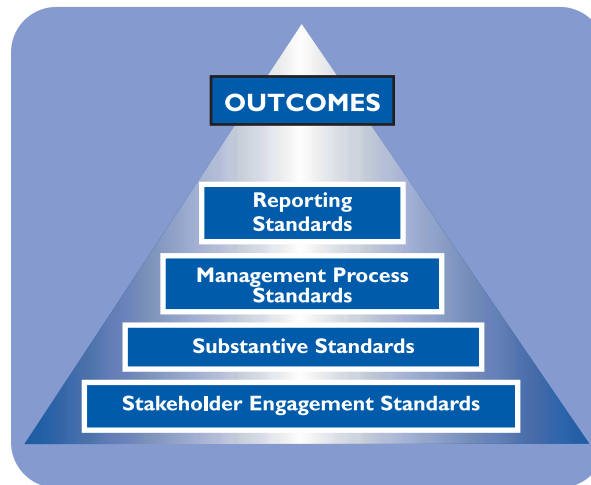 OUTCOMES
Reporting
Standards
Management Process
Standards
Substantive Standards
Stakeholder Engagement Standards